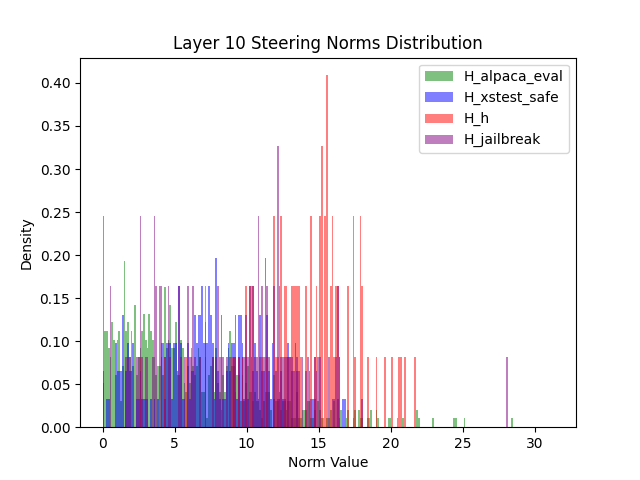 Layer 10 Steering Norms Distribution
H_alpaca_eval
H_xstest_safe
H_h
H_jailbreak
0.40
0.35
0.30
0.25
0.20
0.15
0.10
0.05
0.00
Density
0 5 10 15 20 25 30
Norm Value